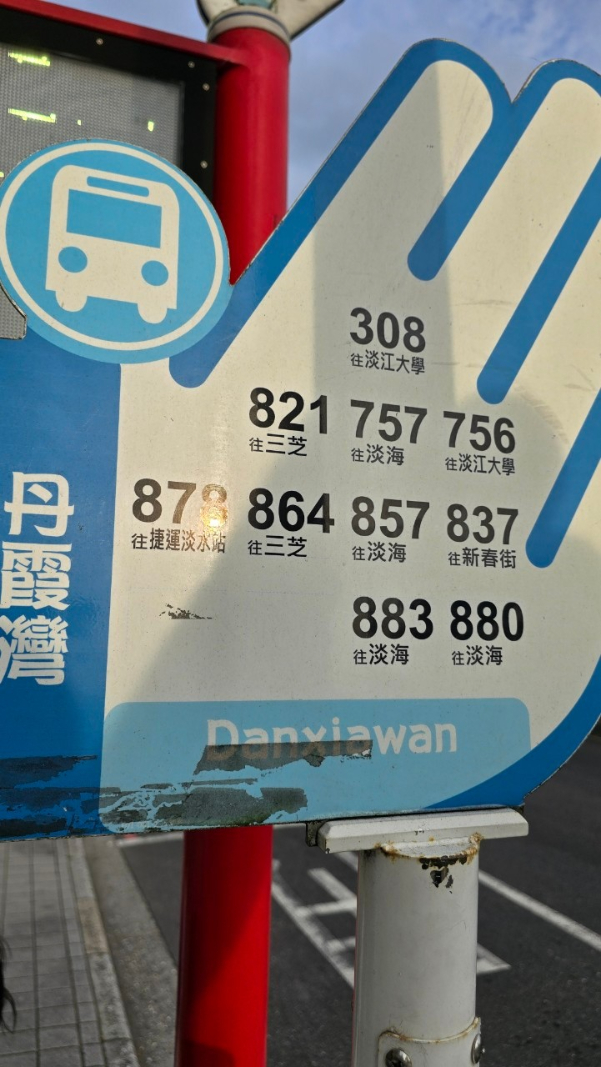 308
往淡江大學
821 757 756
往三芝 往淡海 往淡江大學
878 864 857 837
往捷運淡水站 往三芝 往淡海 往新春街
883 880
往淡海 往淡海
丹霞灣
Danxiawan